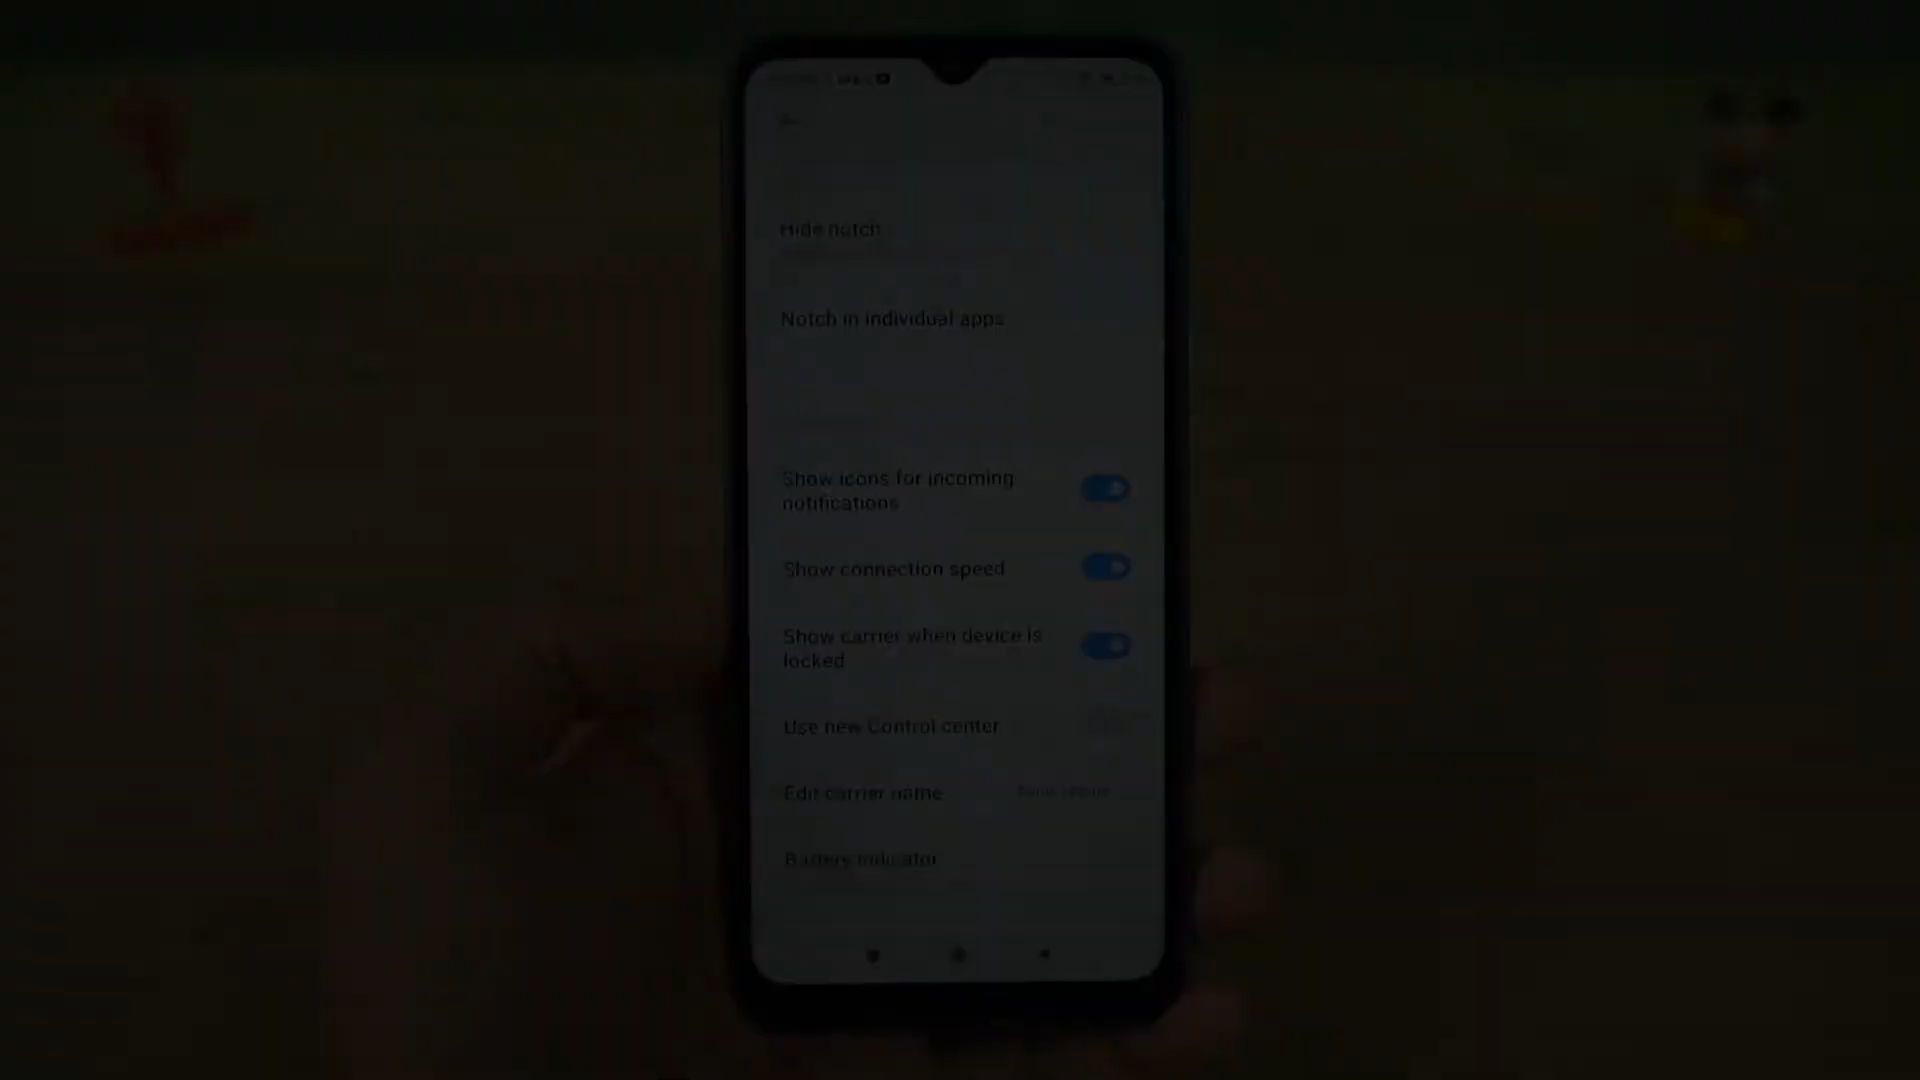 Hide notch
Notch in individual apps
Show icons for incoming
notifications
Show connection speed
Show carrier when device is
locked
Use new Control center
Edit carrier name
Battery indicator